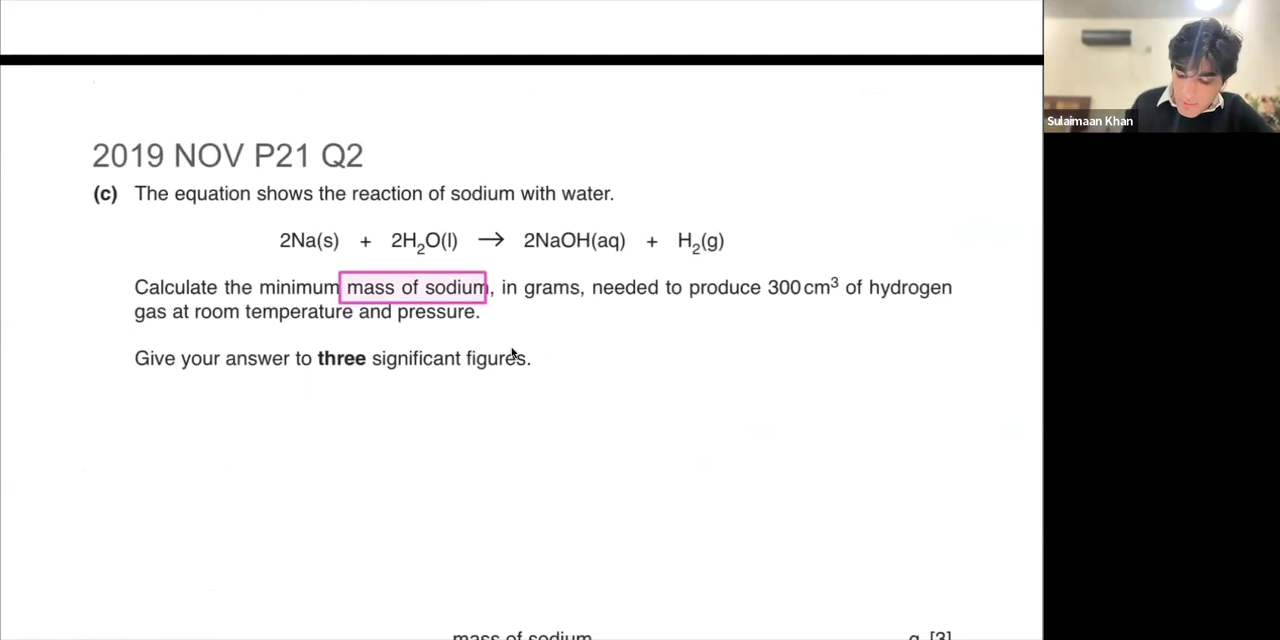 Sulaimaan Khan
2019 NOV P21 Q2
(c) The equation shows the reaction of sodium with water.
2Na(s) + 2H₂O(l) → 2NaOH(aq) + H₂(g)
Calculate the minimum mass of sodium, in grams, needed to produce 300 cm³ of hydrogen
gas at room temperature and pressure.
Give your answer to three significant figures.
mass of sodium g [3]